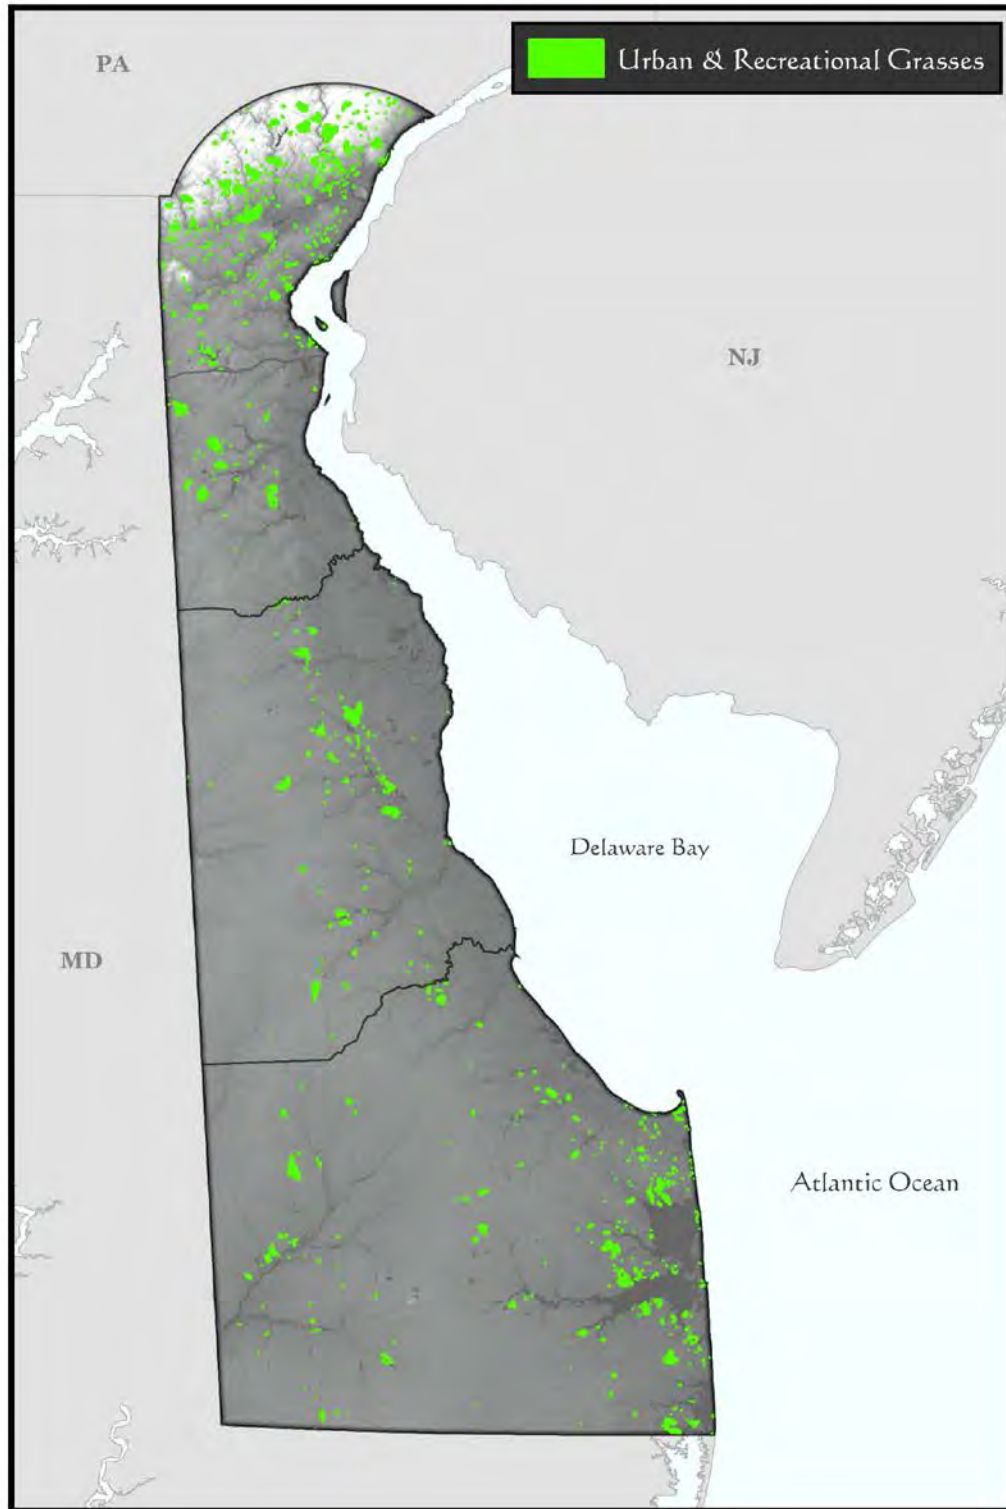 Urban & Recreational Grasses
PA
NJ
Delaware Bay
MD
Atlantic Ocean